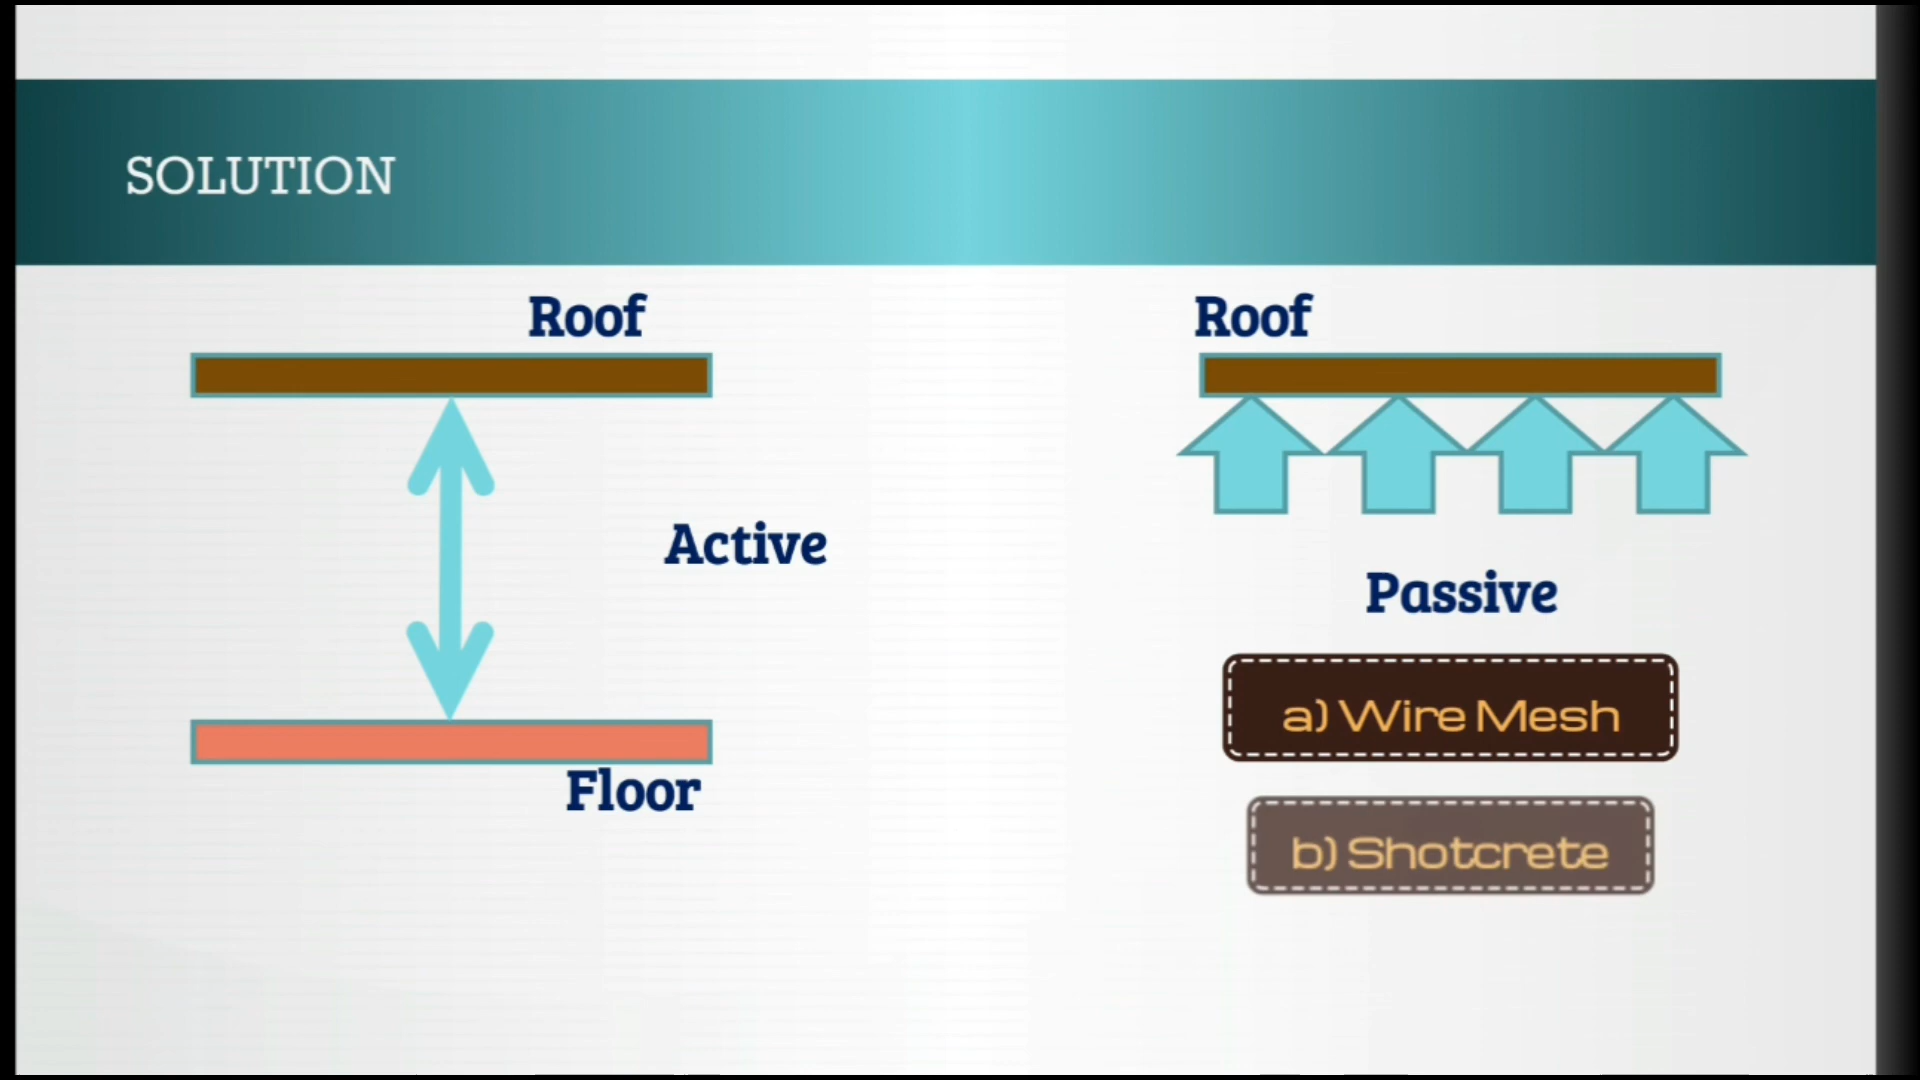 SOLUTION
Roof
Active
Floor
Roof
Passive
a) Wire Mesh
b) Shotcrete